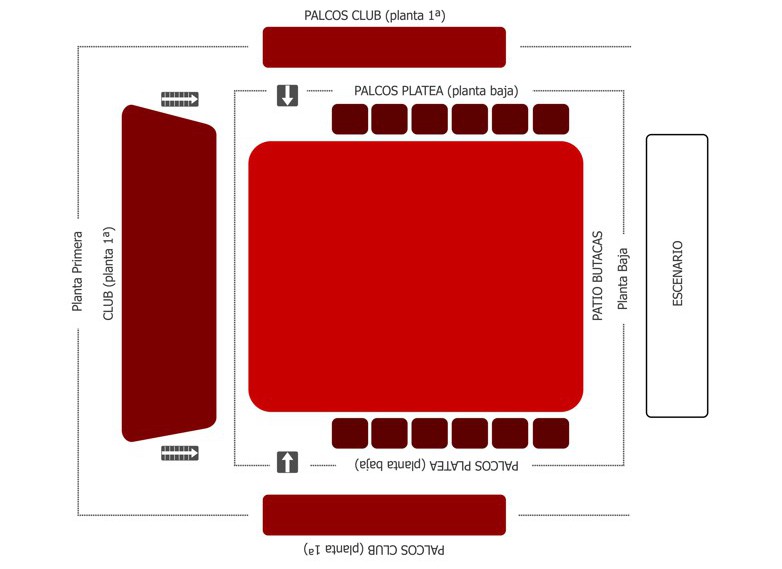 PALCOS CLUB (planta 1ª)
PALCOS PLATEA (planta baja)
Planta Primera
CLUB (planta 1ª)
PATIO BUTACAS
Planta Baja
ESCENARIO
PALCOS PLATEA (planta baja)
PALCOS CLUB (planta 1ª)